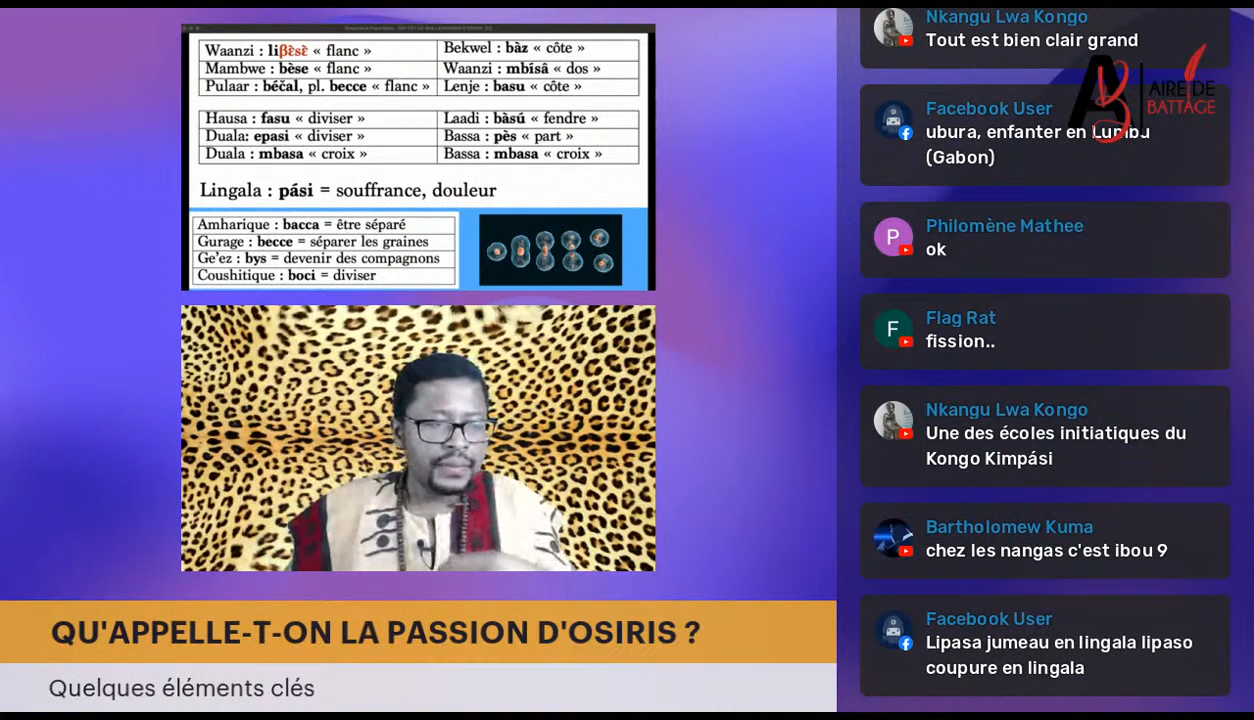 Waanzi : liβèsè « flanc »
Bekwel : bàz « côte »
Mambwe : bèse « flanc »
Waanzi : mbísâ « dos »
Pulaar : béčal, pl. becce « flanc »
Lenje : basu « côte »
Hausa : fasu « diviser »
Laadi : bàsú « fendre »
Duala: epasi « diviser »
Bassa : pès « part »
Duala : mbasa « croix »
Bassa : mbasa « croix »
Lingala : pási = souffrance, douleur
Amharique : bacca = être séparé
Gurage : becce = séparer les graines
Ge'ez : bys = devenir des compagnons
Coushitique : boci = diviser
QU'APPELLE-T-ON LA PASSION D'OSIRIS ?
Quelques éléments clés
Nkangu Lwa Kongo
Tout est bien clair grand
AIRE DE
BATTAGE
Facebook User
ubura, enfanter en Lumbu
(Gabon)
P
Philomène Mathee
ok
F
Flag Rat
fission..
Nkangu Lwa Kongo
Une des écoles initiatiques du
Kongo Kimpási
Bartholomew Kuma
chez les nangas c'est ibou 9
Facebook User
Lipasa jumeau en lingala lipaso
coupure en lingala